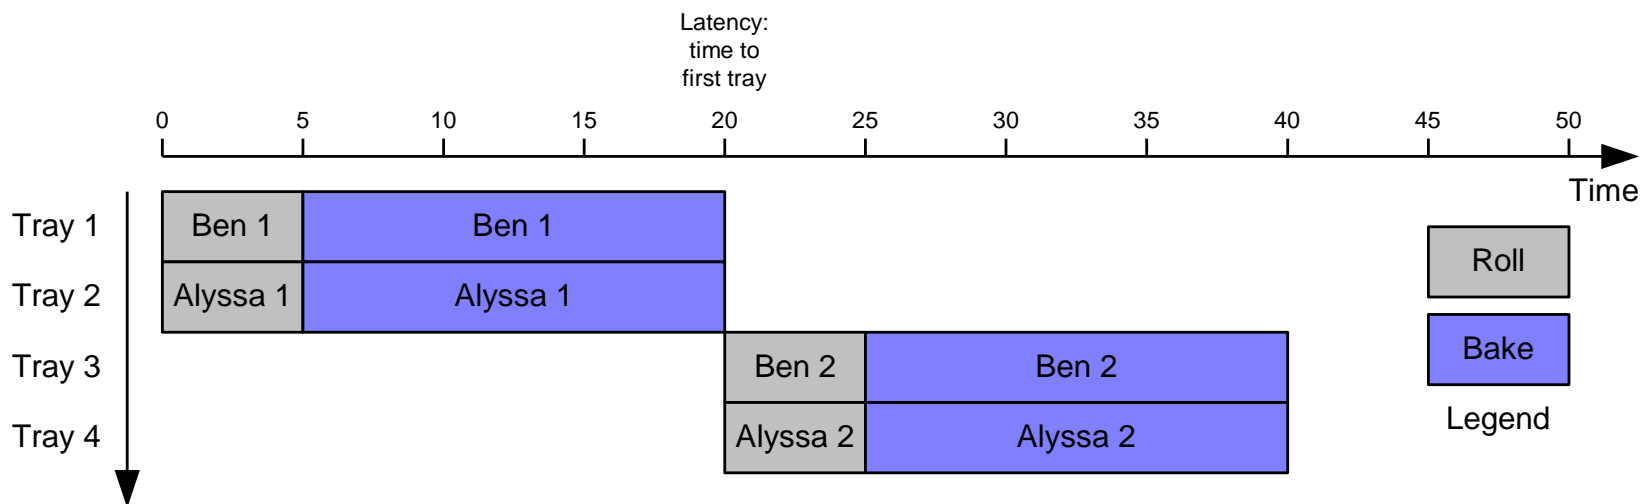 Latency:
time to
first tray
0 5 10 15 20 25 30 35 40 45 50
Time
Tray 1 Ben 1 Ben 1
Roll
Tray 2 Alyssa 1 Alyssa 1
Tray 3 Ben 2 Ben 2
Bake
Tray 4 Alyssa 2 Alyssa 2
Legend